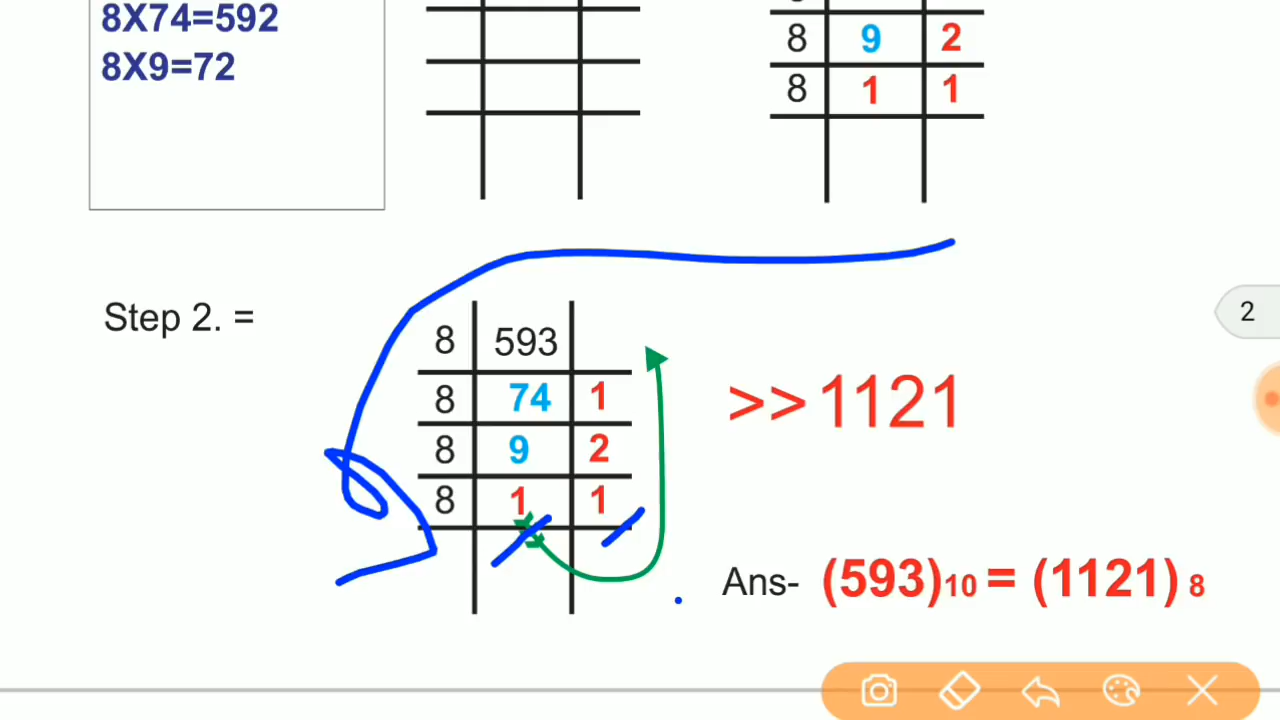 8X74=592
8X9=72
8 9 2
8 1 1
Step 2. =
8 593
8 74 1
8 9 2
8 1 1
>>1121
Ans- (593)10 = (1121) 8
2